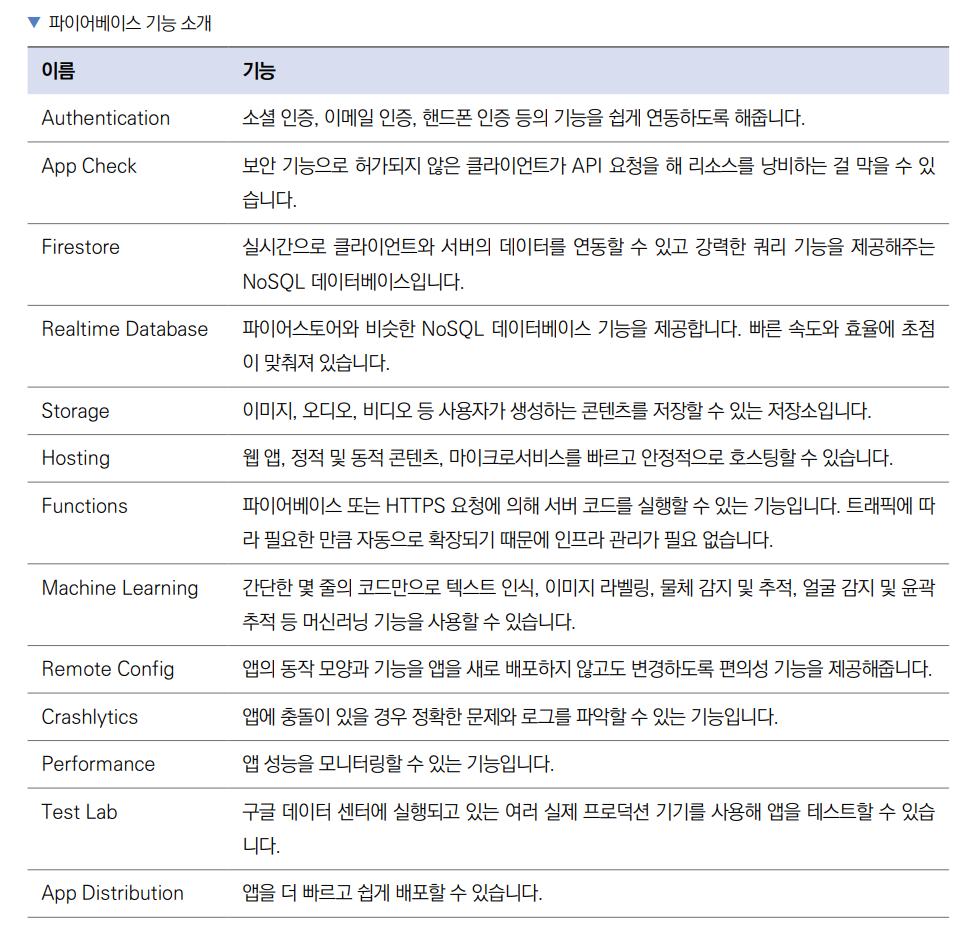 ▼ 파이어베이스 기능 소개
이름 기능
Authentication 소셜 인증, 이메일 인증, 핸드폰 인증 등의 기능을 쉽게 연동하도록 해줍니다.
App Check 보안 기능으로 허가되지 않은 클라이언트가 API 요청을 해 리소스를 낭비하는 걸 막을 수 있
습니다.
Firestore 실시간으로 클라이언트와 서버의 데이터를 연동할 수 있고 강력한 쿼리 기능을 제공해주는
NoSQL 데이터베이스입니다.
Realtime Database 파이어스토어와 비슷한 NoSQL 데이터베이스 기능을 제공합니다. 빠른 속도와 효율에 초점
이 맞춰져 있습니다.
Storage 이미지, 오디오, 비디오 등 사용자가 생성하는 콘텐츠를 저장할 수 있는 저장소입니다.
Hosting 웹 앱, 정적 및 동적 콘텐츠, 마이크로서비스를 빠르고 안정적으로 호스팅할 수 있습니다.
Functions 파이어베이스 또는 HTTPS 요청에 의해 서버 코드를 실행할 수 있는 기능입니다. 트래픽에 따
라 필요한 만큼 자동으로 확장되기 때문에 인프라 관리가 필요 없습니다.
Machine Learning 간단한 몇 줄의 코드만으로 텍스트 인식, 이미지 라벨링, 물체 감지 및 추적, 얼굴 감지 및 윤곽
추적 등 머신러닝 기능을 사용할 수 있습니다.
Remote Config 앱의 동작 모양과 기능을 앱을 새로 배포하지 않고도 변경하도록 편의성 기능을 제공해줍니다.
Crashlytics 앱에 충돌이 있을 경우 정확한 문제와 로그를 파악할 수 있는 기능입니다.
Performance 앱 성능을 모니터링할 수 있는 기능입니다.
Test Lab 구글 데이터 센터에 실행되고 있는 여러 실제 프로덕션 기기를 사용해 앱을 테스트할 수 있습
니다.
App Distribution 앱을 더 빠르고 쉽게 배포할 수 있습니다.